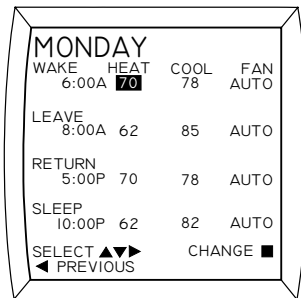 MONDAY
WAKE HEAT COOL FAN
6:00A 70 78 AUTO
LEAVE
8:00A 62 85 AUTO
RETURN
5:00P 70 78 AUTO
SLEEP
10:00P 62 82 AUTO
SELECT ▲▼▶ CHANGE ■
◀ PREVIOUS